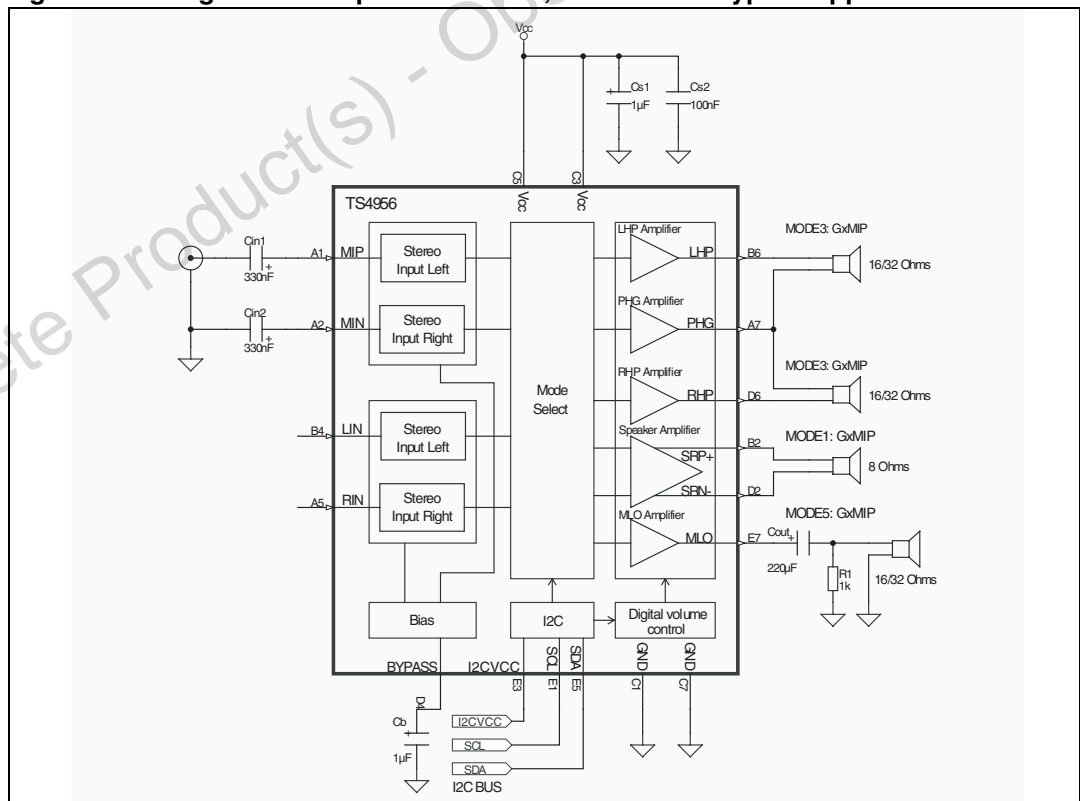 Vcc
Cs1
1µF
Cs2
100nF
C5
C3
Vcc
Vcc
TS4956
Cin1
330nF
A1
MIP
Stereo
Input Left
Cin2
330nF
A2
MIN
Stereo
Input Right
B4
LIN
Stereo
Input Left
A5
RIN
Stereo
Input Right
Mode
Select
LHP Amplifier
LHP
B6
MODE3: GxMIP
16/32 Ohms
PHG Amplifier
PHG
A7
RHP Amplifier
RHP
D6
MODE3: GxMIP
16/32 Ohms
Speaker Amplifier
SRP+
B2
SRN-
D2
MODE1: GxMIP
8 Ohms
MLO Amplifier
MLO
E7
MODE5: GxMIP
Cout
220µF
R1
1k
16/32 Ohms
Bias
I2C
Digital volume
control
BYPASS
I2CVCC
SCL
SDA
GND
GND
D4
E3
E1
E5
C1
C7
Cb
1µF
I2CVCC
SCL
SDA
I2C BUS
ete Product(s) - O